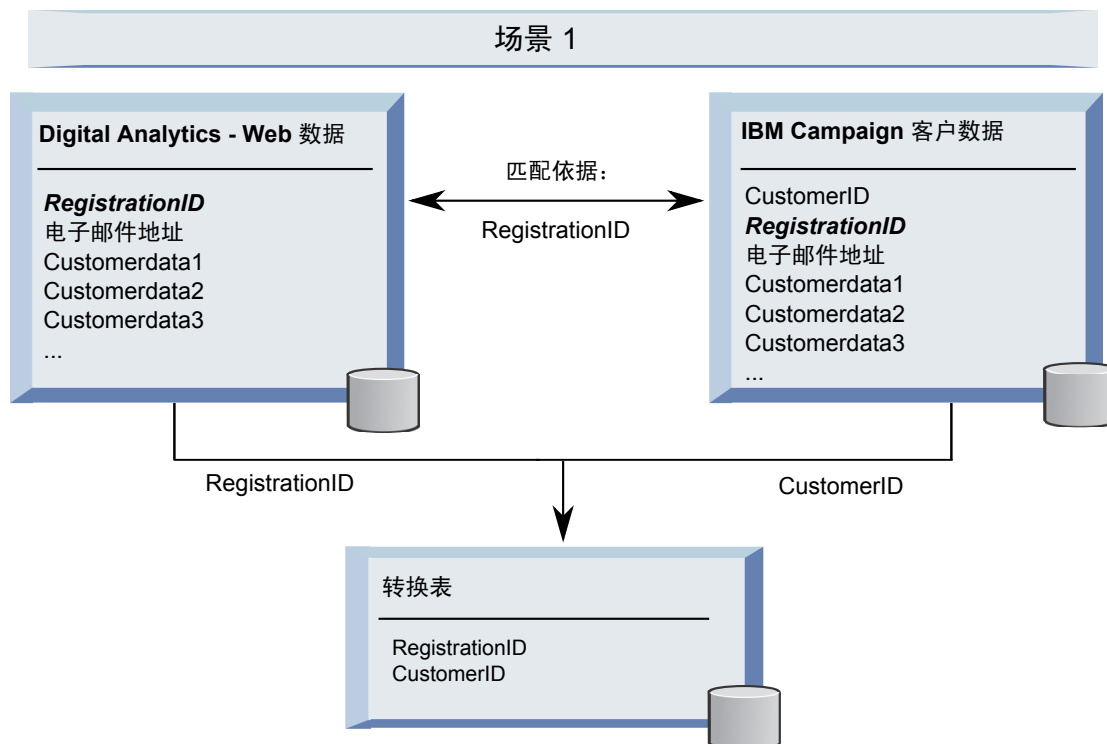 场景 1
Digital Analytics - Web 数据
RegistrationID
电子邮件地址
Customerdata1
Customerdata2
Customerdata3
...
匹配依据：
RegistrationID
IBM Campaign 客户数据
CustomerID
RegistrationID
电子邮件地址
Customerdata1
Customerdata2
Customerdata3
...
RegistrationID
CustomerID
转换表
RegistrationID
CustomerID